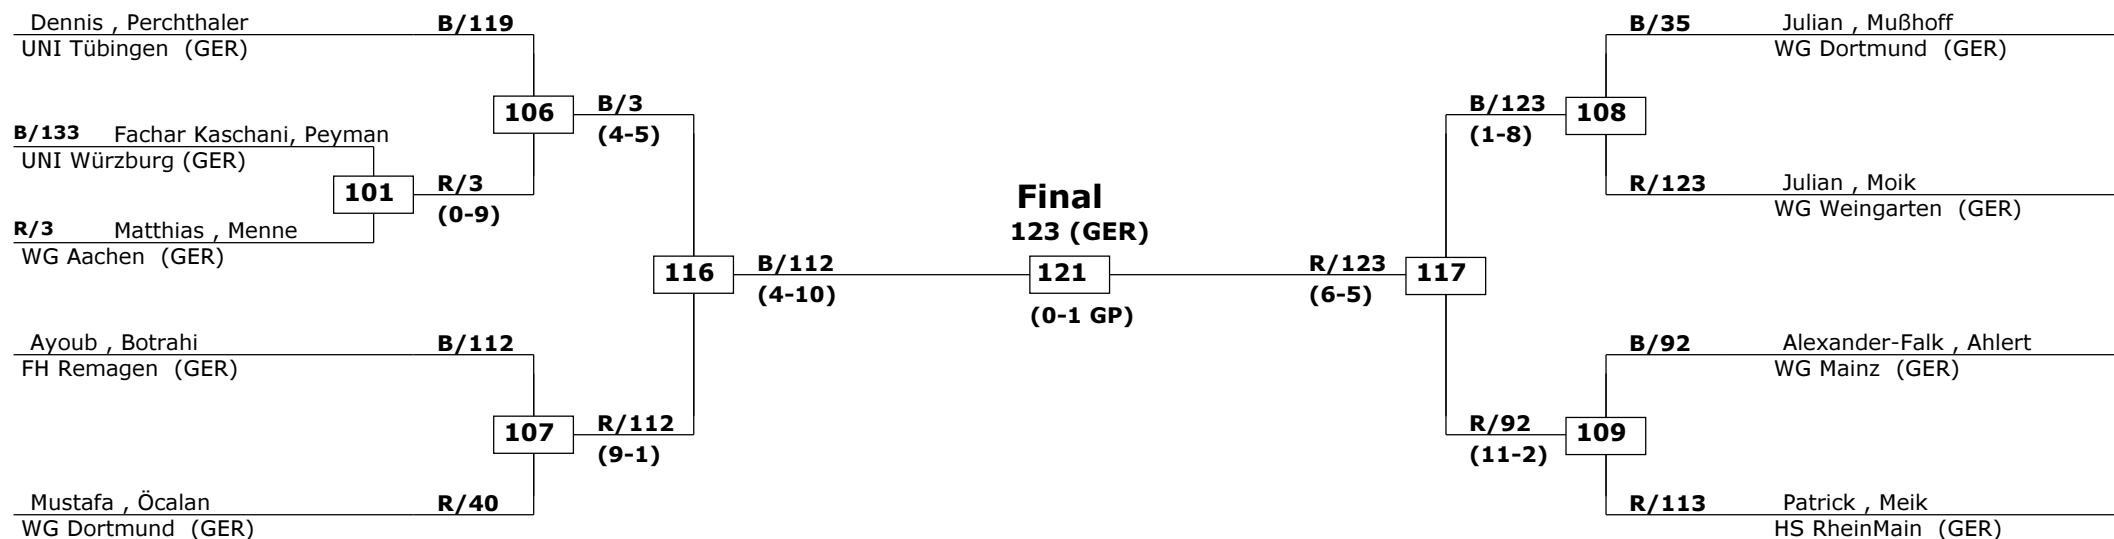 Dennis , Perchthaler B/119
UNI Tübingen (GER)
B/35 Julian , Mußhoff
WG Dortmund (GER)
106 B/3
(4-5)
B/123 108
(1-8)
B/133 Fachar Kaschani, Peyman
UNI Würzburg (GER)
101 R/3
(0-9)
R/3 Matthias , Menne
WG Aachen (GER)
R/123 Julian , Moik
WG Weingarten (GER)
Final
123 (GER)
116 B/112
(4-10)
121
(0-1 GP)
R/123 117
(6-5)
Ayoub , Botrahi B/112
FH Remagen (GER)
B/92 Alexander-Falk , Ahlert
WG Mainz (GER)
107 R/112
(9-1)
R/92 109
(11-2)
Mustafa , Öcalan R/40
WG Dortmund (GER)
R/113 Patrick , Meik
HS RheinMain (GER)